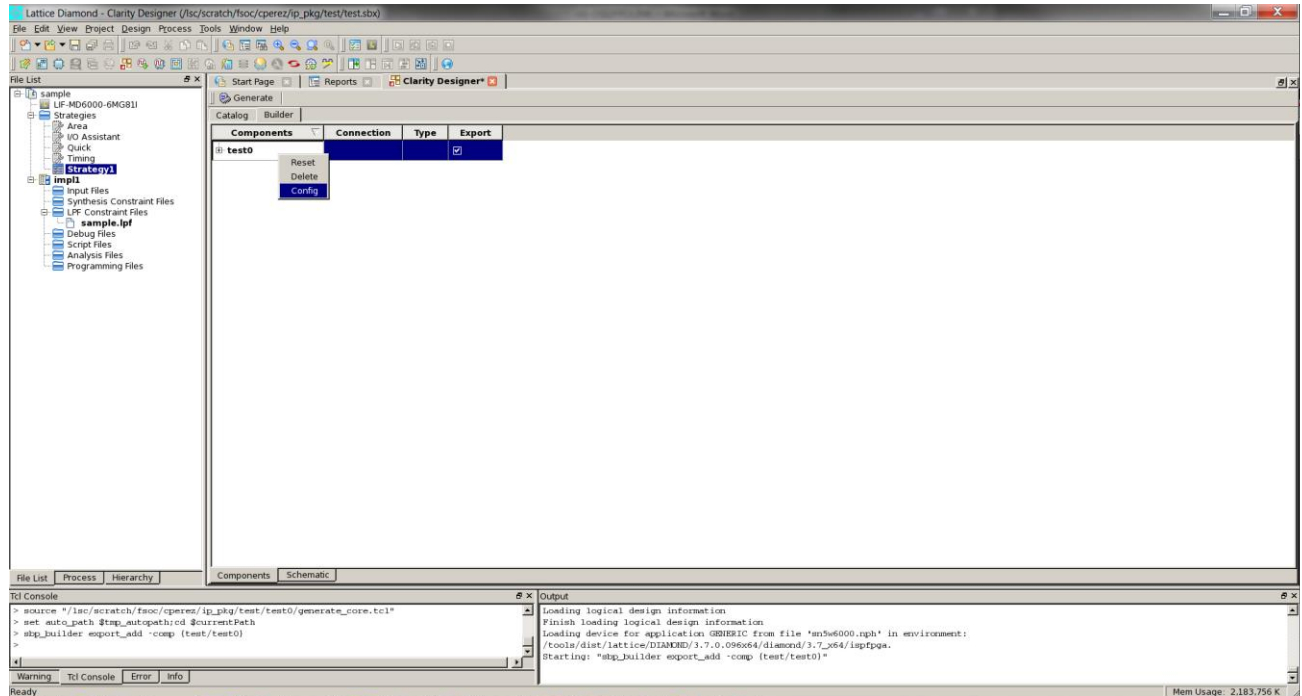 Lattice Diamond - Clarity Designer (/lsc/scratch/fsoc/cperez/ip_pkg/test/test.sbx)
File Edit View Project Design Process Tools Window Help
File List
sample
LIF-MD6000-6MG81I
Strategies
Area
I/O Assistant
Quick
Timing
Strategy1
impl1
Input Files
Synthesis Constraint Files
LPF Constraint Files
sample.lpf
Debug Files
Script Files
Analysis Files
Programming Files
File List Process Hierarchy
Start Page Reports Clarity Designer*
Generate
Catalog Builder
Components Connection Type Export
test0
Reset
Delete
Config
Components Schematic
Tcl Console
> source "/lsc/scratch/fsoc/cperez/ip_pkg/test/test0/generate_core.tcl"
> set auto_path $tmp_autopath;cd $currentPath
> sbp_builder export_add -comp {test/test0}
>
Warning Tcl Console Error Info
Output
Loading logical design information
Finish loading logical design information
Loading device for application GENERIC from file 'sn5w6000.nph' in environment:
/tools/dist/lattice/DIAMOND/3.7.0.096x64/diamond/3.7_x64/ispfpga.
Starting: "sbp_builder export_add -comp {test/test0}"
Ready
Mem Usage: 2,183,756 K